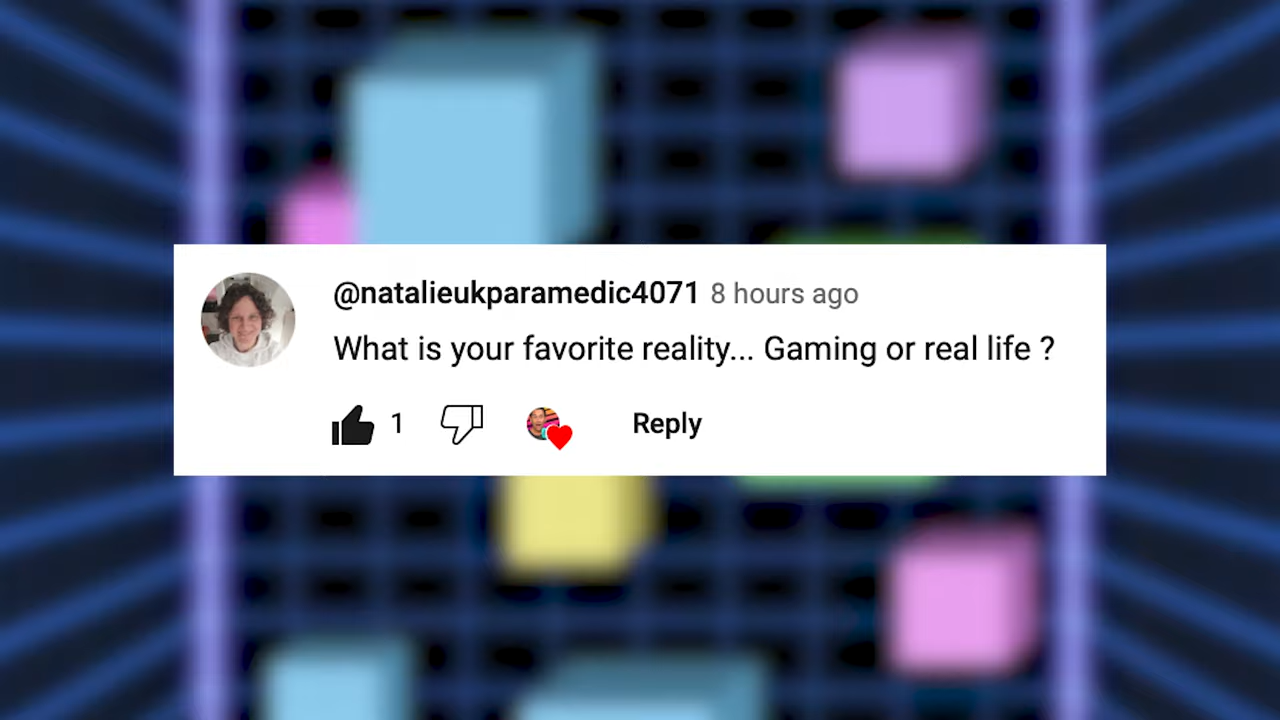 @natalieukparamedic4071 8 hours ago
What is your favorite reality... Gaming or real life ?
1 Reply